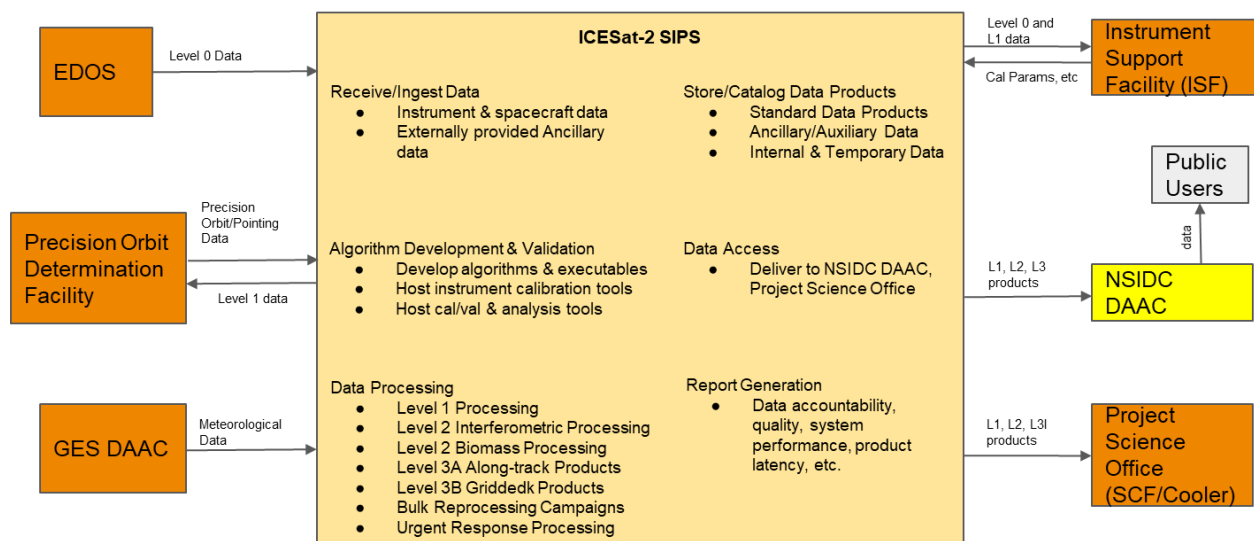 ICESat-2 SIPS
EDOS
Level 0 Data
Receive/Ingest Data
● Instrument & spacecraft data
● Externally provided Ancillary
data
Store/Catalog Data Products
● Standard Data Products
● Ancillary/Auxiliary Data
● Internal & Temporary Data
Level 0 and
L1 data
Cal Params, etc
Instrument
Support
Facility (ISF)
Public
Users
data
Precision Orbit
Determination
Facility
Precision
Orbit/Pointing
Data
Level 1 data
Algorithm Development & Validation
● Develop algorithms & executables
● Host instrument calibration tools
● Host cal/val & analysis tools
Data Access
● Deliver to NSIDC DAAC,
Project Science Office
L1, L2, L3
products
NSIDC
DAAC
GES DAAC
Meteorological
Data
Data Processing
● Level 1 Processing
● Level 2 Interferometric Processing
● Level 2 Biomass Processing
● Level 3A Along-track Products
● Level 3B Griddedk Products
● Bulk Reprocessing Campaigns
● Urgent Response Processing
Report Generation
● Data accountability,
quality, system
performance, product
latency, etc.
L1, L2, L3l
products
Project
Science
Office
(SCF/Cooler)